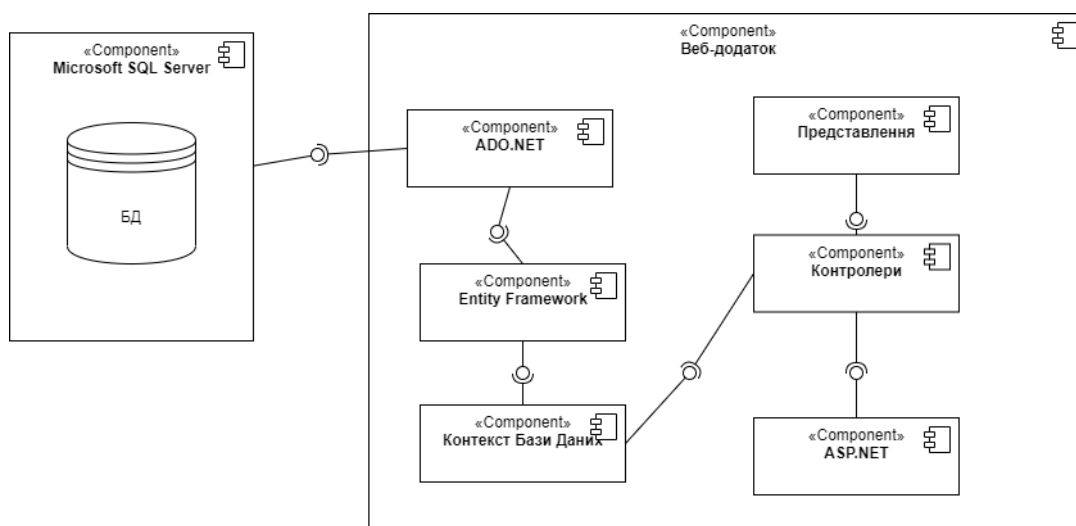 «Component»
Веб-додаток
«Component»
Microsoft SQL Server
БД
«Component»
ADO.NET
«Component»
Представлення
«Component»
Entity Framework
«Component»
Контролери
«Component»
Контекст Бази Даних
«Component»
ASP.NET